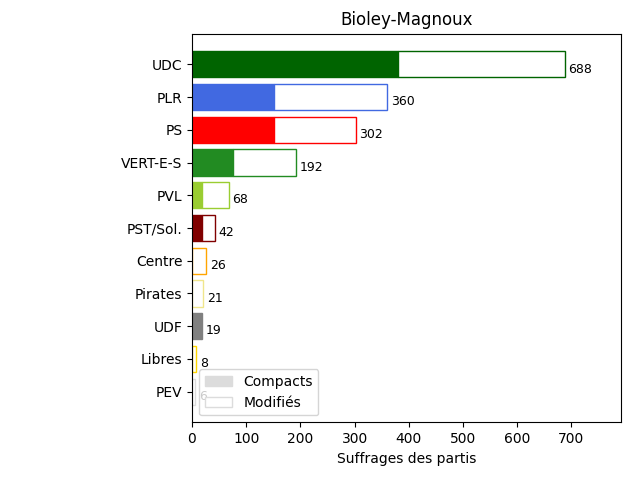 Bioley-Magnoux
UDC 688
PLR 360
PS 302
VERT-E-S 192
PVL 68
PST/Sol. 42
Centre 26
Pirates 21
UDF 19
Libres 8
PEV 6
Compacts
Modifiés
0 100 200 300 400 500 600 700
Suffrages des partis